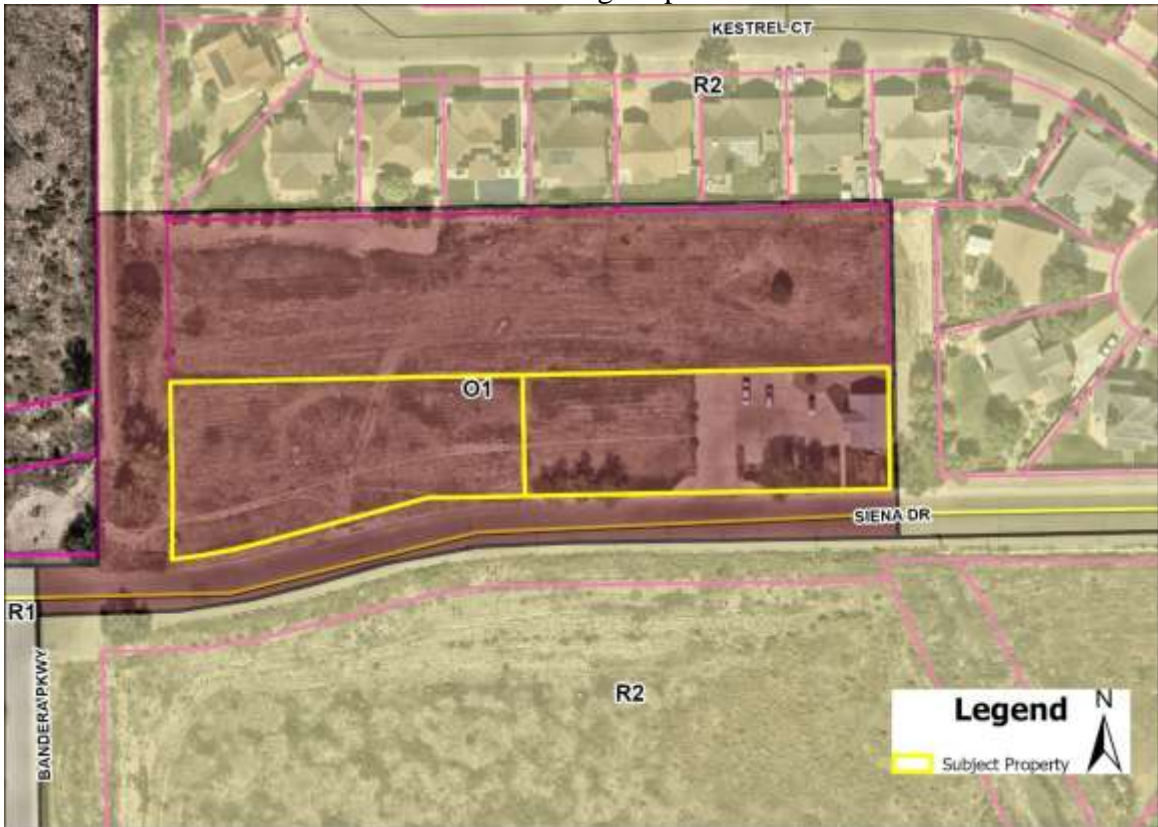 KESTREL CT
R2
O1
SIENA DR
R1
BANDERA PKWY
R2
Legend
N
Subject Property